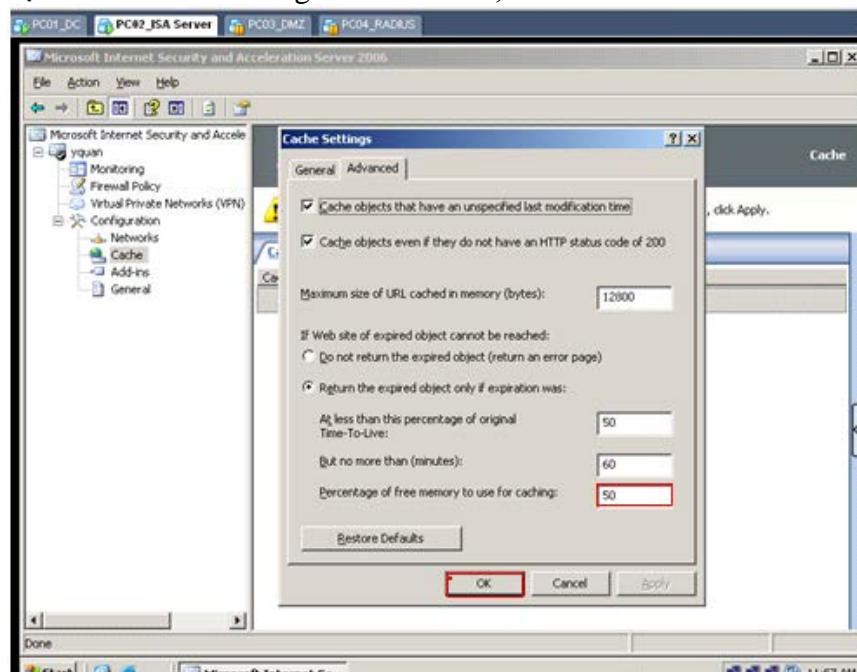 PC01_DC PC02_ISA Server PC03_DMZ PC04_RADIUS
Microsoft Internet Security and Acceleration Server 2006
File Action View Help
Microsoft Internet Security and Accele
yquan
Monitoring
Firewall Policy
Virtual Private Networks (VPN)
Configuration
Networks
Cache
Add-ins
General
Cache
, click Apply.
Cache Settings
General Advanced
Cache objects that have an unspecified last modification time
Cache objects even if they do not have an HTTP status code of 200
Maximum size of URL cached in memory (bytes): 12800
If Web site of expired object cannot be reached:
Do not return the expired object (return an error page)
Return the expired object only if expiration was:
At less than this percentage of original
Time-To-Live: 50
But no more than (minutes): 60
Percentage of free memory to use for caching: 50
Restore Defaults
OK Cancel Apply
Done